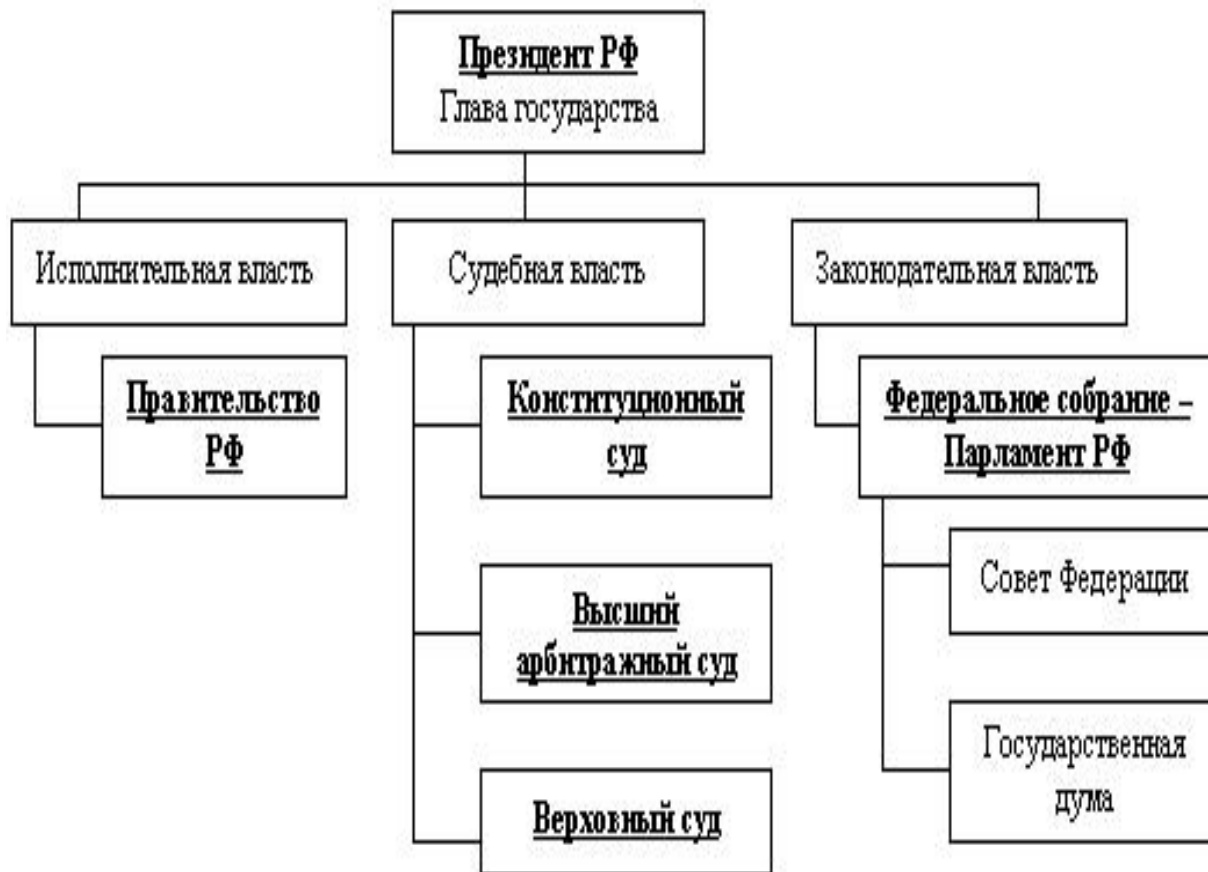 Президент РФ
Глава государства
Исполнительная власть
Судебная власть
Законодательная власть
Правительство
РФ
Конституционный
суд
Федеральное собрание –
Парламент РФ
Совет Федерации
Высший
арбитражный суд
Государственная
дума
Верховный суд